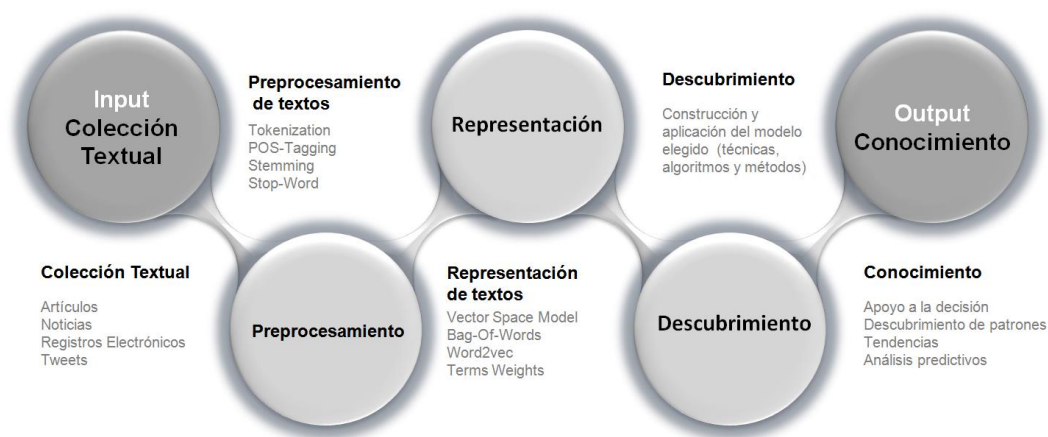 Input
Colección
Textual
Preprocesamiento
de textos
Tokenization
POS-Tagging
Stemming
Stop-Word
Representación
Descubrimiento
Construcción y
aplicación del modelo
elegido (técnicas,
algoritmos y métodos)
Output
Conocimiento
Colección Textual
Artículos
Noticias
Registros Electrónicos
Tweets
Preprocesamiento
Representación
de textos
Vector Space Model
Bag-Of-Words
Word2vec
Terms Weights
Descubrimiento
Conocimiento
Apoyo a la decisión
Descubrimiento de patrones
Tendencias
Análisis predictivos